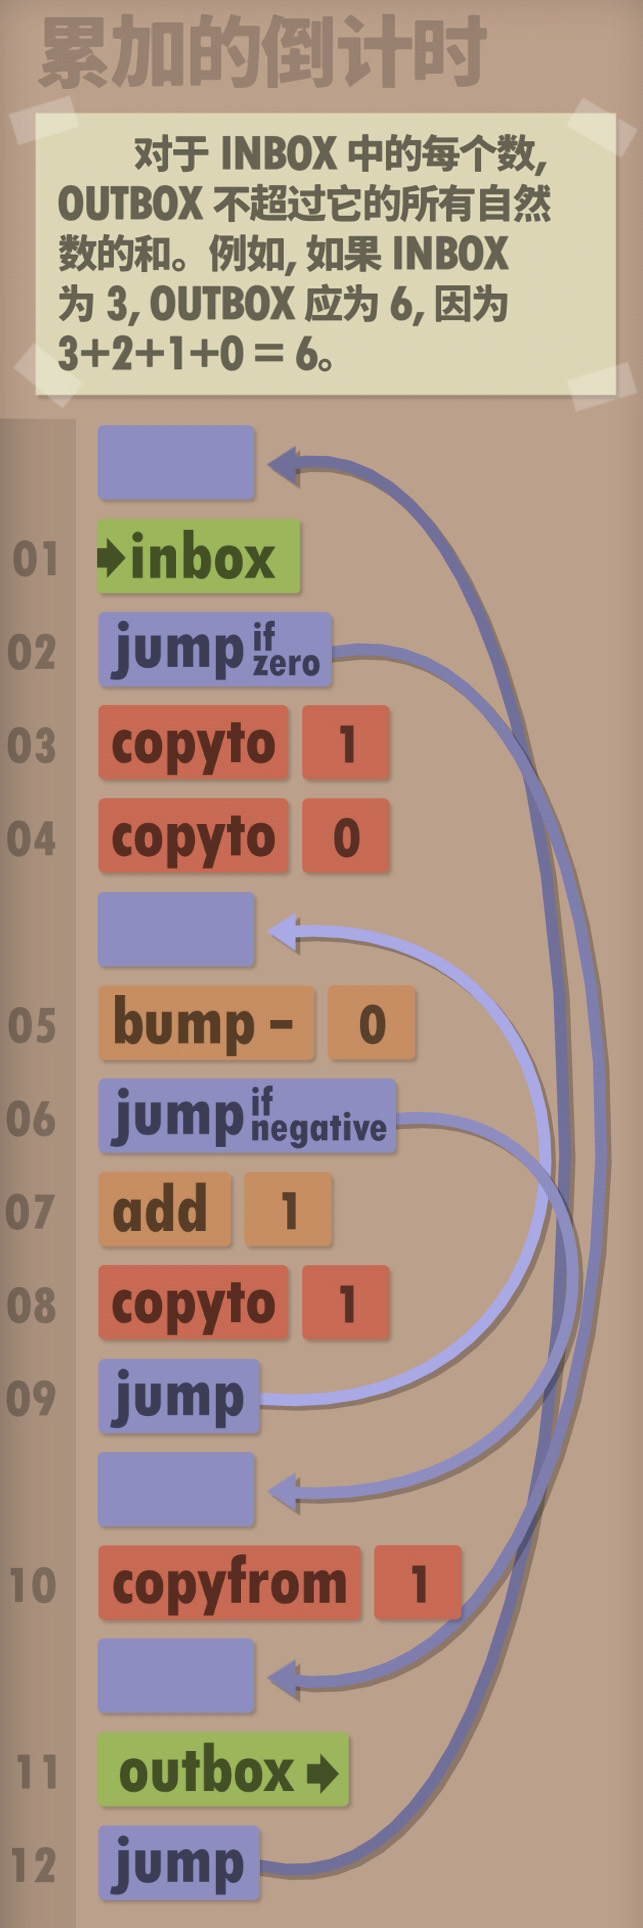 累加的倒计时
对于 INBOX 中的每个数,
OUTBOX 不超过它的所有自然
数的和。例如, 如果 INBOX
为 3, OUTBOX 应为 6, 因为
3+2+1+0 = 6。
01 inbox
02 jump if zero
03 copyto 1
04 copyto 0
05 bump - 0
06 jump if negative
07 add 1
08 copyto 1
09 jump
10 copyfrom 1
11 outbox
12 jump